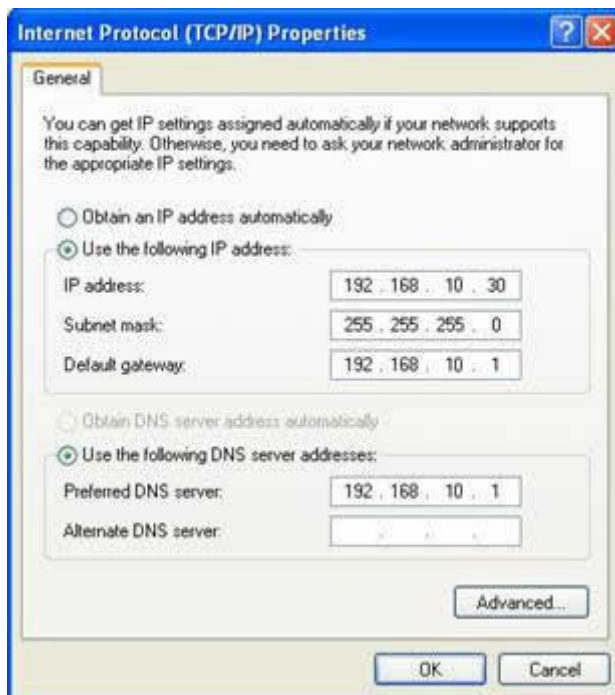 Internet Protocol (TCP/IP) Properties
General
You can get IP settings assigned automatically if your network supports
this capability. Otherwise, you need to ask your network administrator for
the appropriate IP settings.
Obtain an IP address automatically
Use the following IP address:
IP address: 192 . 168 . 10 . 30
Subnet mask: 255 . 255 . 255 . 0
Default gateway: 192 . 168 . 10 . 1
Obtain DNS server address automatically
Use the following DNS server addresses:
Preferred DNS server: 192 . 168 . 10 . 1
Alternate DNS server: . . .
Advanced...
OK Cancel